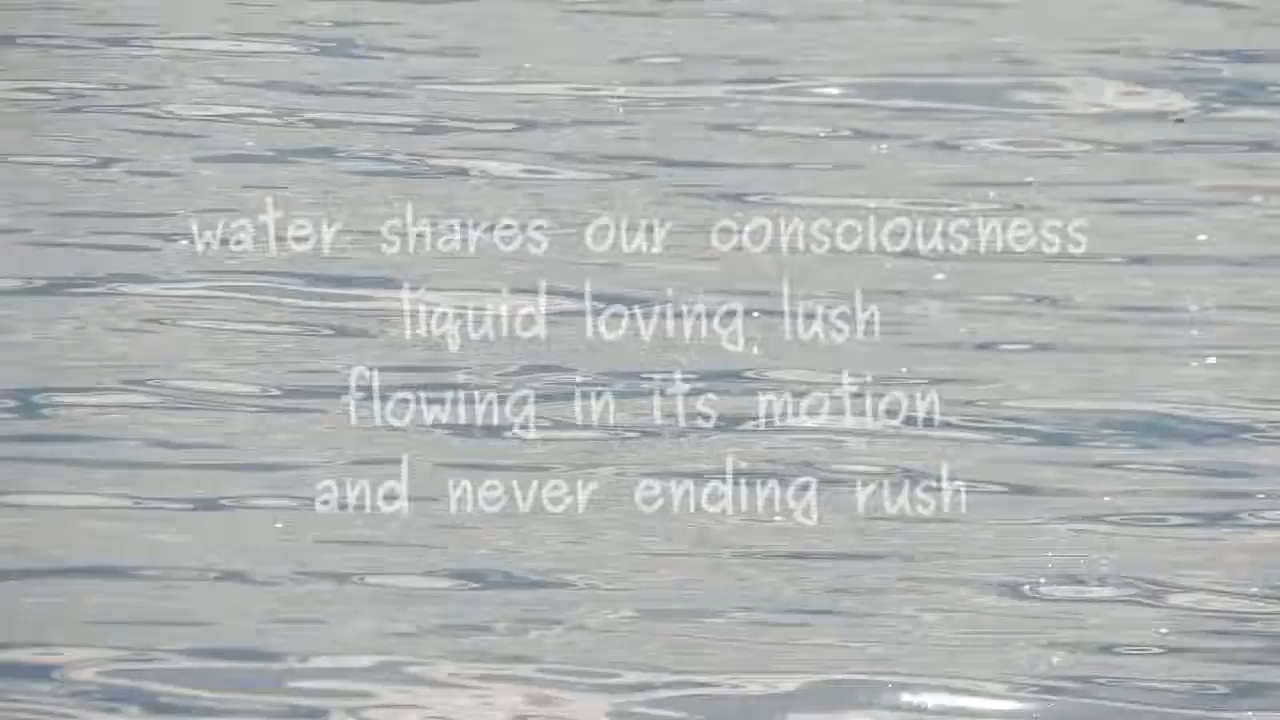 water shares our consciousness
liquid loving lush
flowing in its motion
and never ending rush